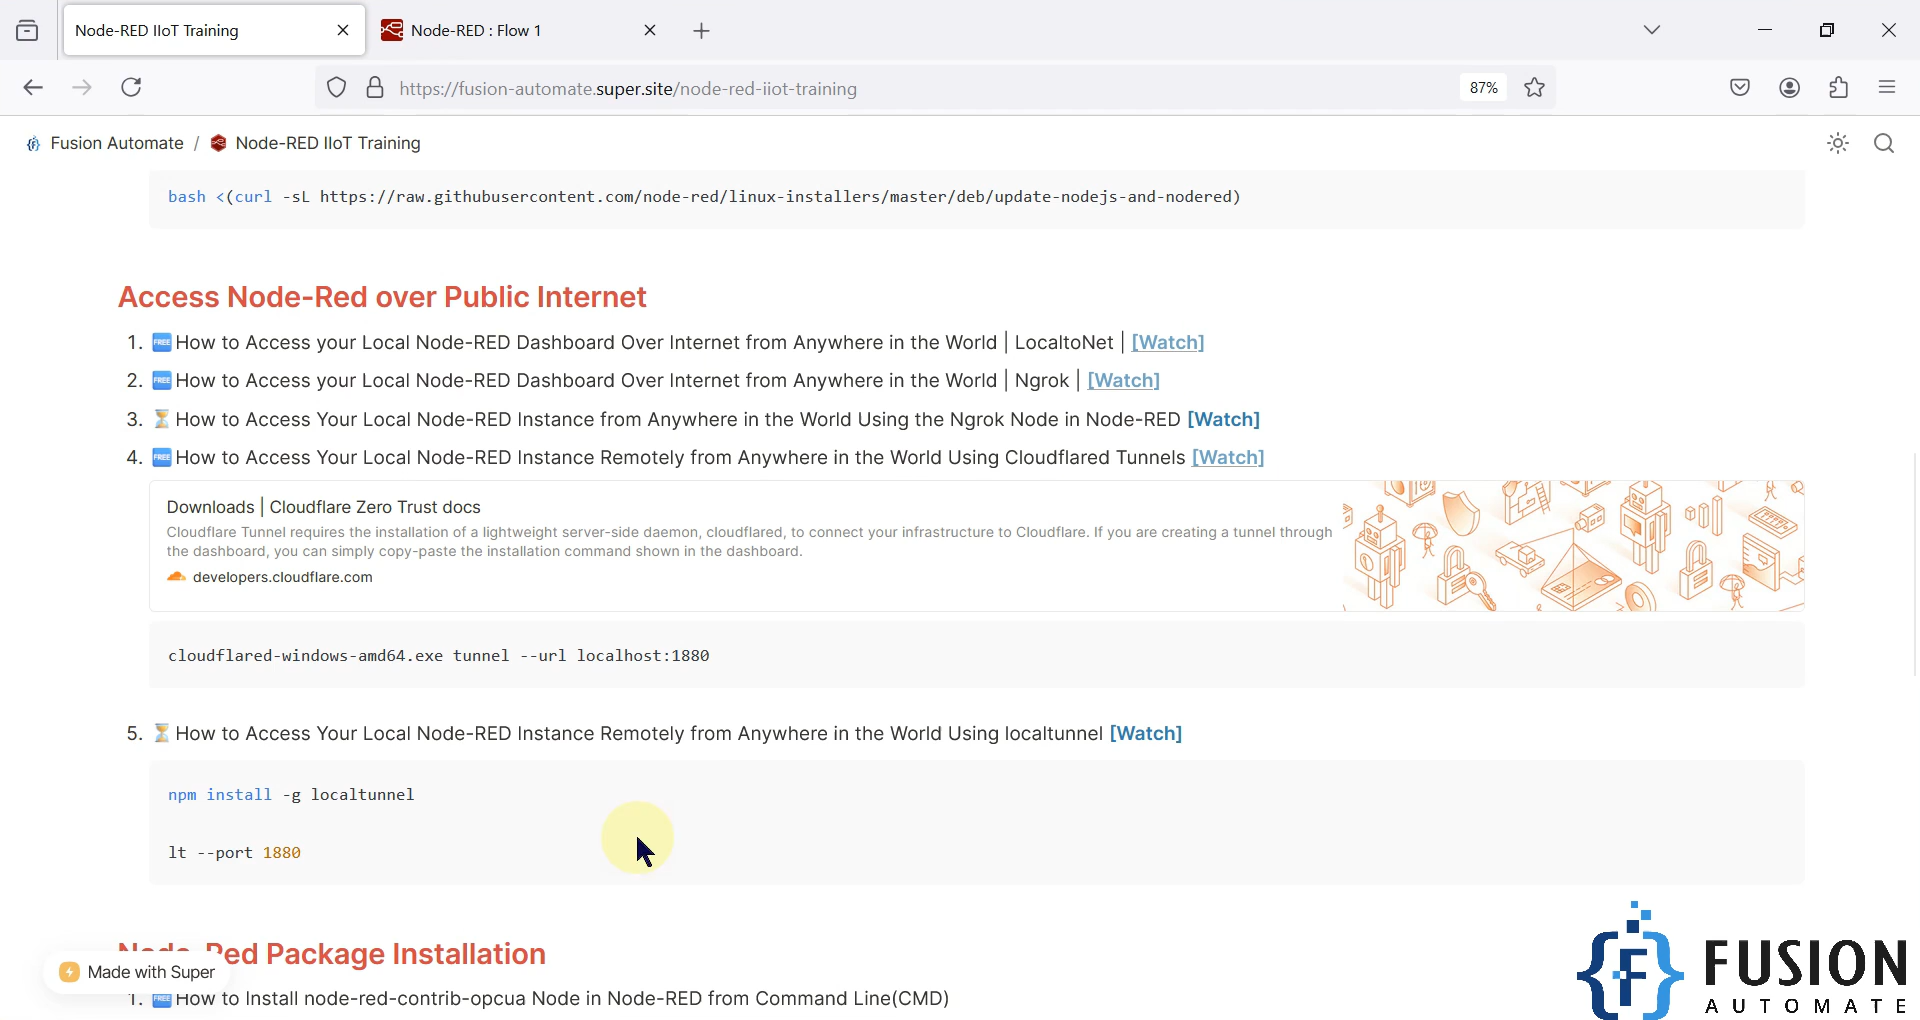 Node-RED IIoT Training
Node-RED : Flow 1
https://fusion-automate.super.site/node-red-iiot-training
87%
Fusion Automate / Node-RED IIoT Training
bash <(curl -sL https://raw.githubusercontent.com/node-red/linux-installers/master/deb/update-nodejs-and-nodered)
Access Node-Red over Public Internet
1. FREE How to Access your Local Node-RED Dashboard Over Internet from Anywhere in the World | LocaltoNet | [Watch]
2. FREE How to Access your Local Node-RED Dashboard Over Internet from Anywhere in the World | Ngrok | [Watch]
3. ⏳How to Access Your Local Node-RED Instance from Anywhere in the World Using the Ngrok Node in Node-RED [Watch]
4. FREE How to Access Your Local Node-RED Instance Remotely from Anywhere in the World Using Cloudflared Tunnels [Watch]
Downloads | Cloudflare Zero Trust docs
Cloudflare Tunnel requires the installation of a lightweight server-side daemon, cloudflared, to connect your infrastructure to Cloudflare. If you are creating a tunnel through
the dashboard, you can simply copy-paste the installation command shown in the dashboard.
developers.cloudflare.com
cloudflared-windows-amd64.exe tunnel --url localhost:1880
5. ⏳How to Access Your Local Node-RED Instance Remotely from Anywhere in the World Using localtunnel [Watch]
npm install -g localtunnel
lt --port 1880
Node-Red Package Installation
Made with Super
1. FREE How to Install node-red-contrib-opcua Node in Node-RED from Command Line(CMD)
FUSION
AUTOMATE